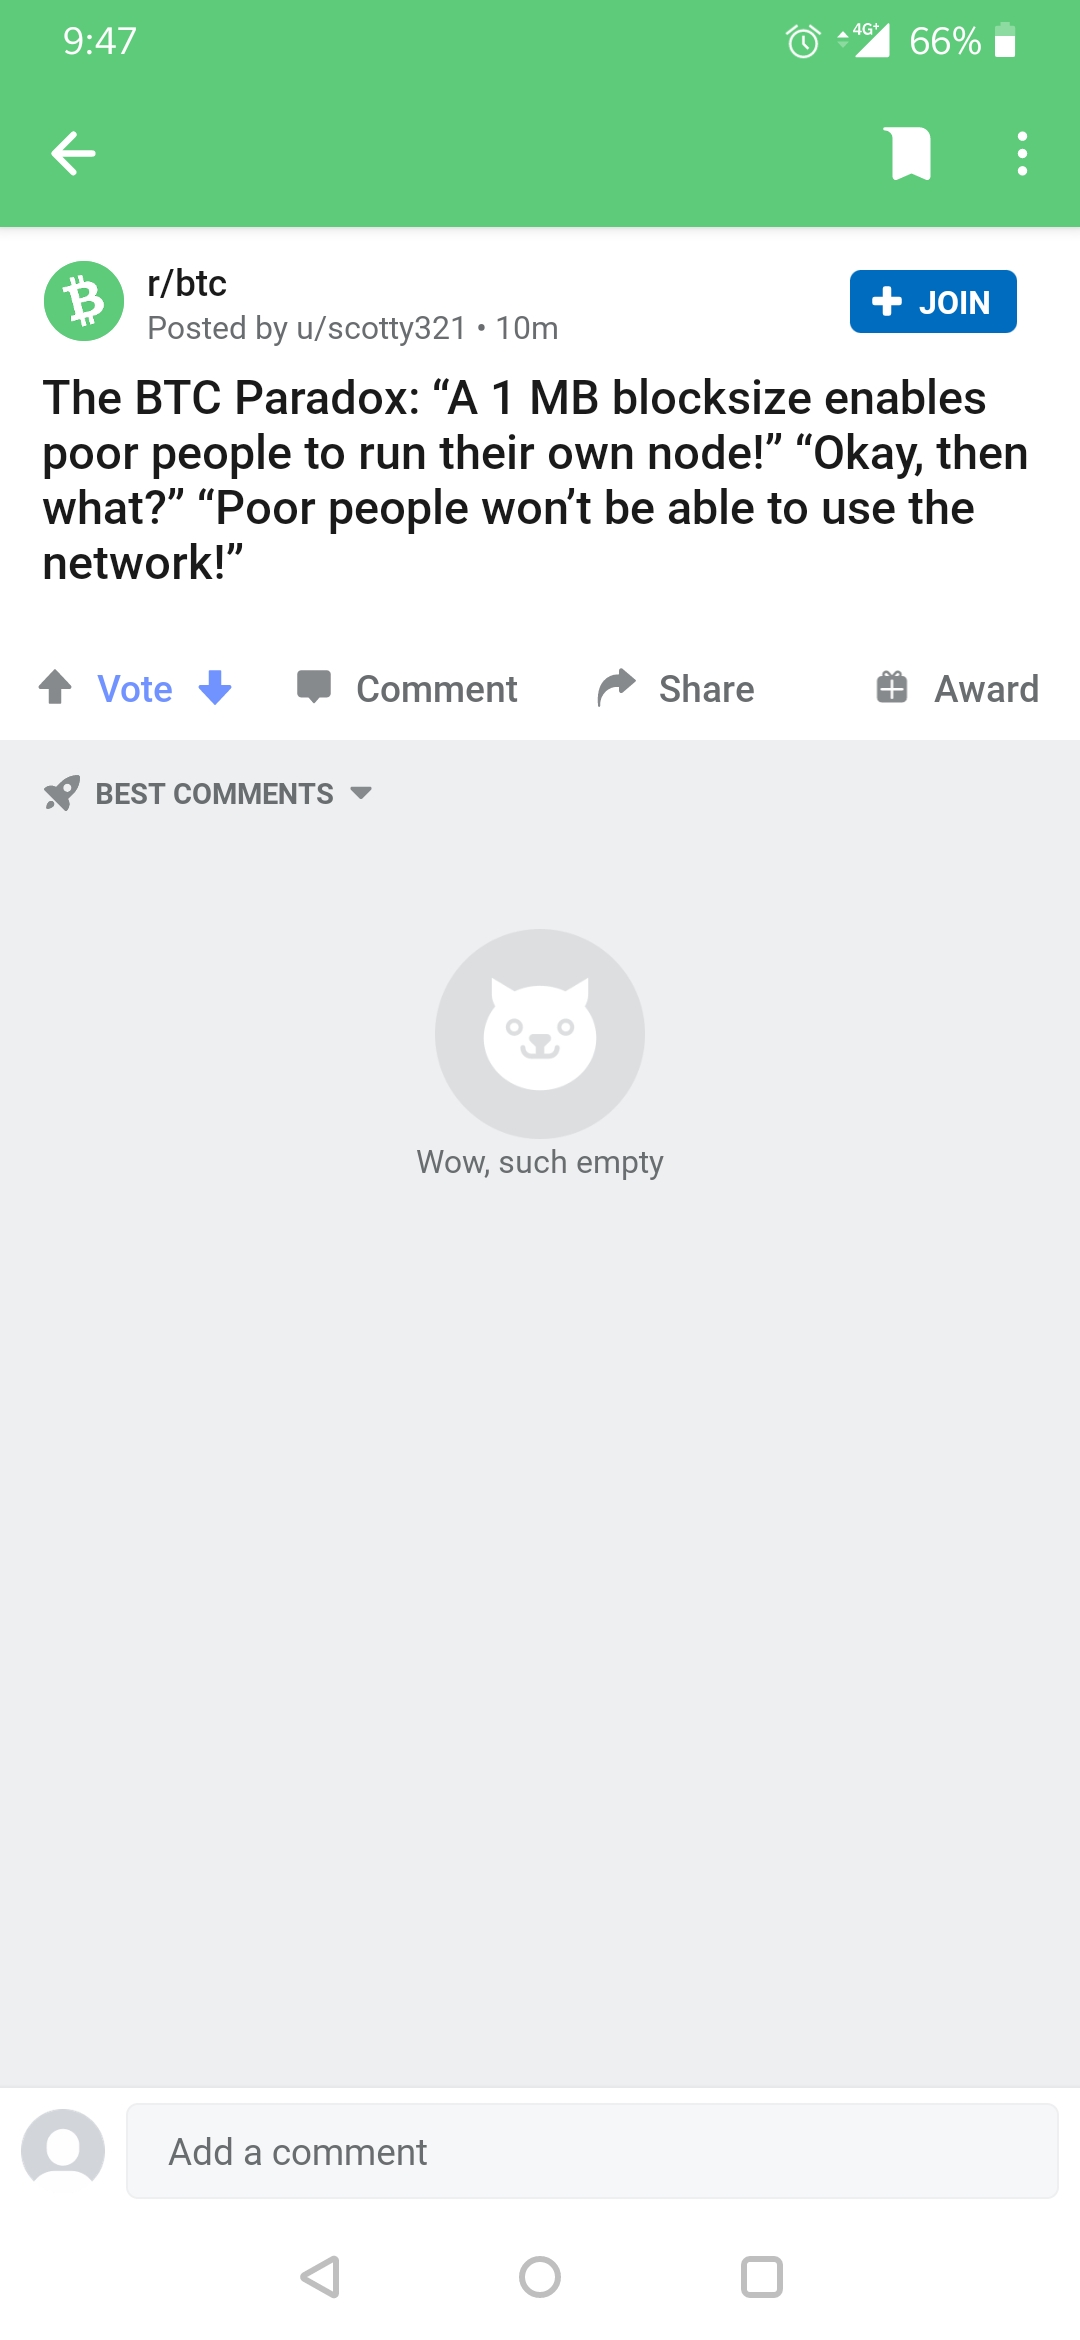 9:47
4G+ 66%
r/btc
Posted by u/scotty321 • 10m
JOIN
The BTC Paradox: “A 1 MB blocksize enables
poor people to run their own node!” “Okay, then
what?” “Poor people won’t be able to use the
network!”
Vote Comment Share Award
BEST COMMENTS
Wow, such empty
Add a comment